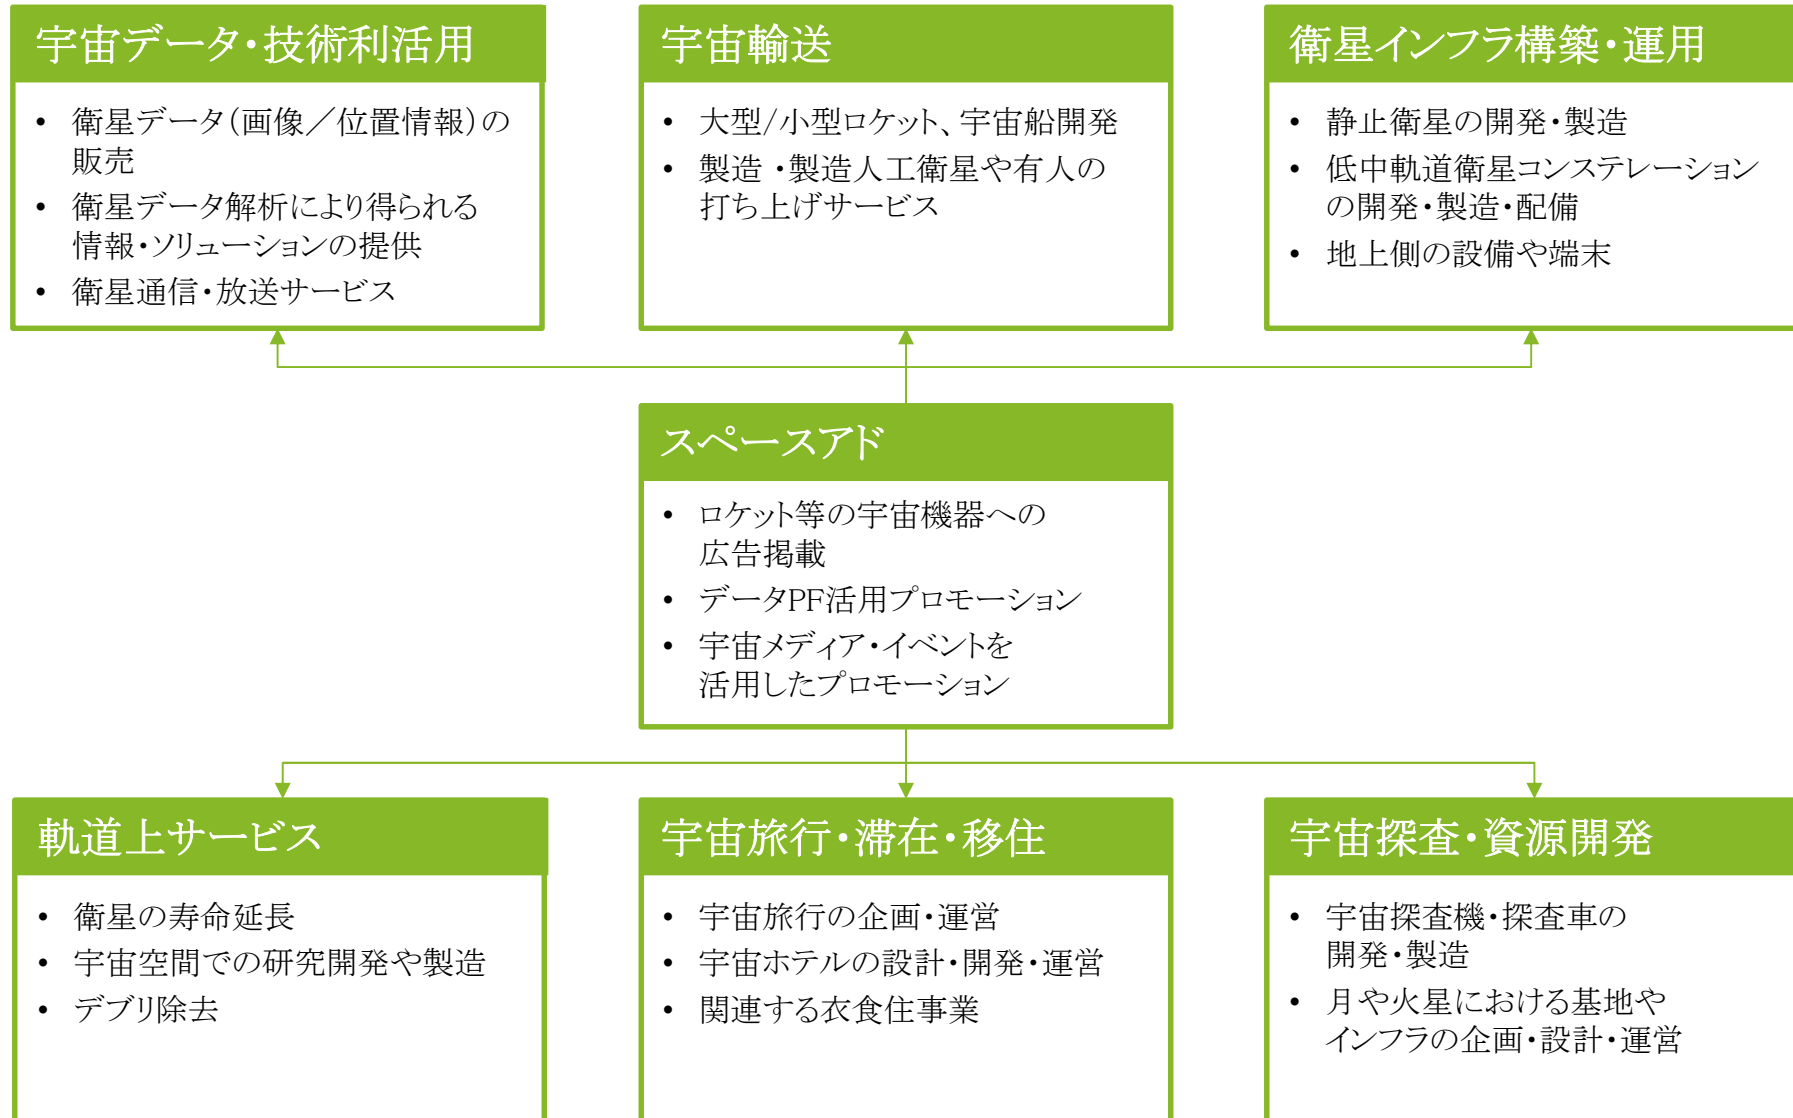 宇宙データ・技術利活用
• 衛星データ(画像／位置情報)の
販売
• 衛星データ解析により得られる
情報・ソリューションの提供
• 衛星通信・放送サービス
宇宙輸送
• 大型/小型ロケット、宇宙船開発
• 製造 ・製造人工衛星や有人の
打ち上げサービス
衛星インフラ構築・運用
• 静止衛星の開発・製造
• 低中軌道衛星コンステレーション
の開発・製造・配備
• 地上側の設備や端末
スペースアド
• ロケット等の宇宙機器への
広告掲載
• データPF活用プロモーション
• 宇宙メディア・イベントを
活用したプロモーション
軌道上サービス
• 衛星の寿命延長
• 宇宙空間での研究開発や製造
• デブリ除去
宇宙旅行・滞在・移住
• 宇宙旅行の企画・運営
• 宇宙ホテルの設計・開発・運営
• 関連する衣食住事業
宇宙探査・資源開発
• 宇宙探査機・探査車の
開発・製造
• 月や火星における基地や
インフラの企画・設計・運営